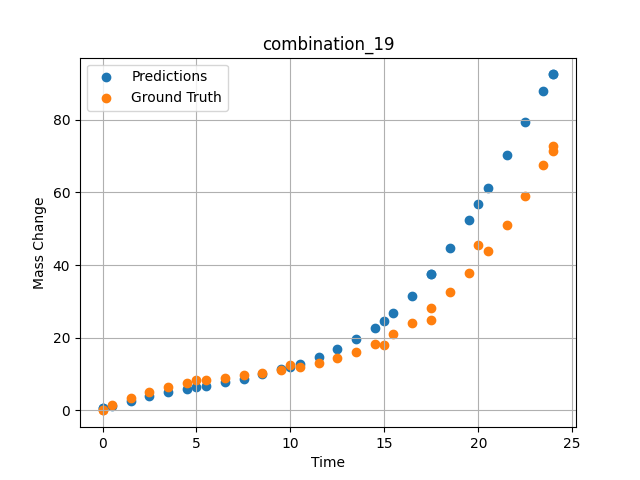 combination_19
Predictions
Ground Truth
Mass Change
80
60
40
20
0
0 5 10 15 20 25
Time